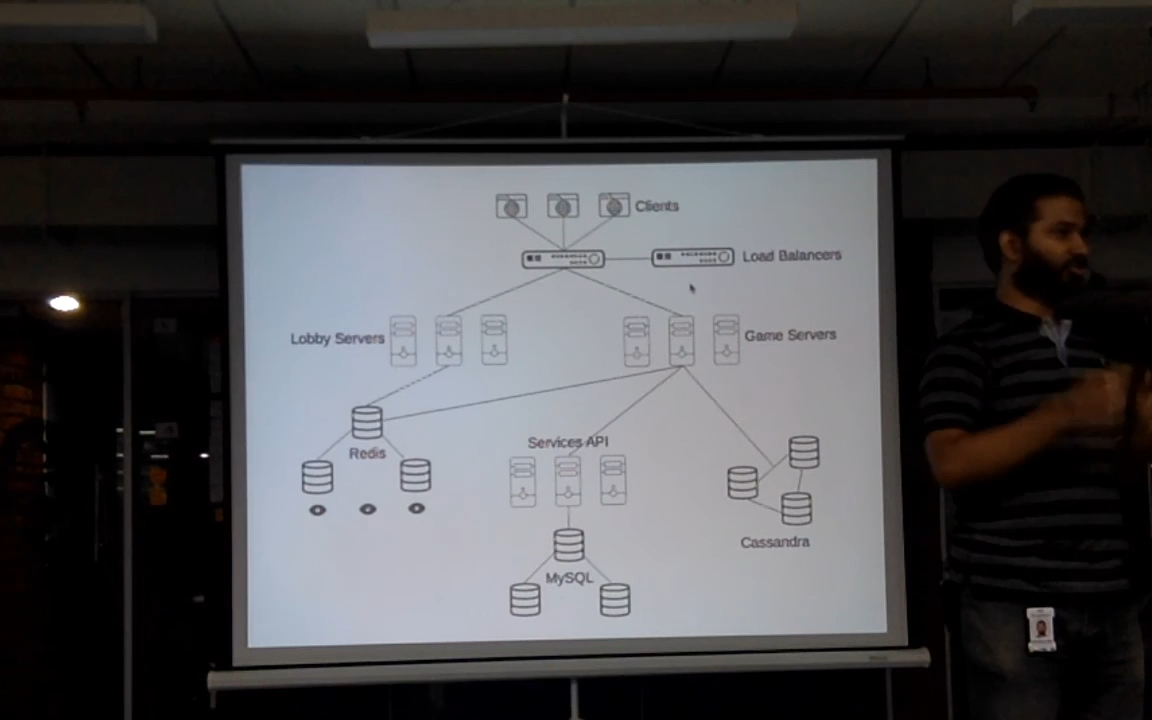 Clients
Load Balancers
Lobby Servers
Game Servers
Redis
Services API
MySQL
Cassandra